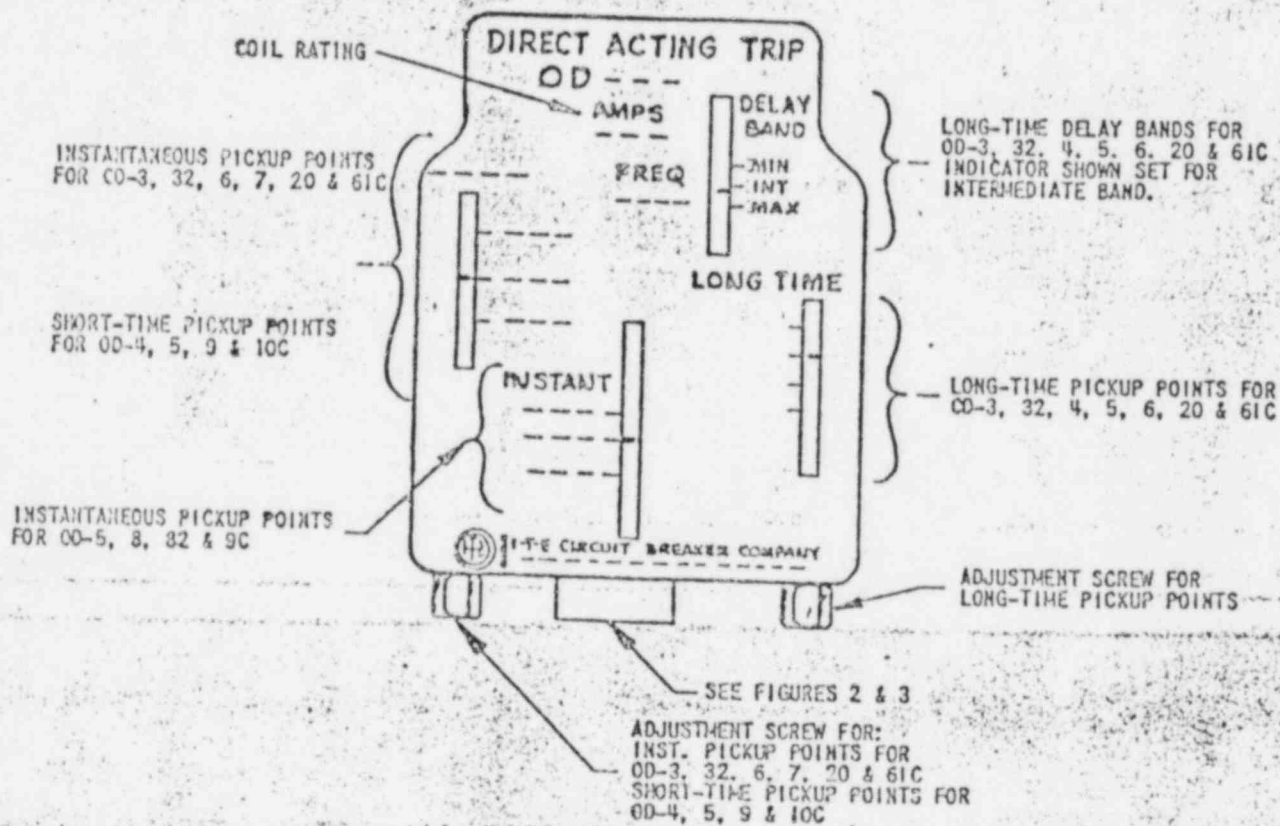 DIRECT ACTING TRIP
OD ----
COIL RATING
AMPS
DELAY
BAND
MIN
INT
MAX
FREQ
LONG-TIME DELAY BANDS FOR
OD-3, 32, 4, 5, 6, 20 & 61C
INDICATOR SHOWN SET FOR
INTERMEDIATE BAND.
INSTANTANEOUS PICKUP POINTS
FOR CO-3, 32, 6, 7, 20 & 61C
LONG TIME
SHORT-TIME PICKUP POINTS
FOR OD-4, 5, 9 & 10C
INSTANT
LONG-TIME PICKUP POINTS FOR
CO-3, 32, 4, 5, 6, 20 & 61C
INSTANTANEOUS PICKUP POINTS
FOR OO-5, 8, 82 & 9C
I-T-E CIRCUIT BREAKER COMPANY
ADJUSTMENT SCREW FOR
LONG-TIME PICKUP POINTS
SEE FIGURES 2 & 3
ADJUSTMENT SCREW FOR:
INST. PICKUP POINTS FOR
OD-3, 32, 6, 7, 20 & 61C
SHORT-TIME PICKUP POINTS FOR
OD-4, 5, 9 & 10C